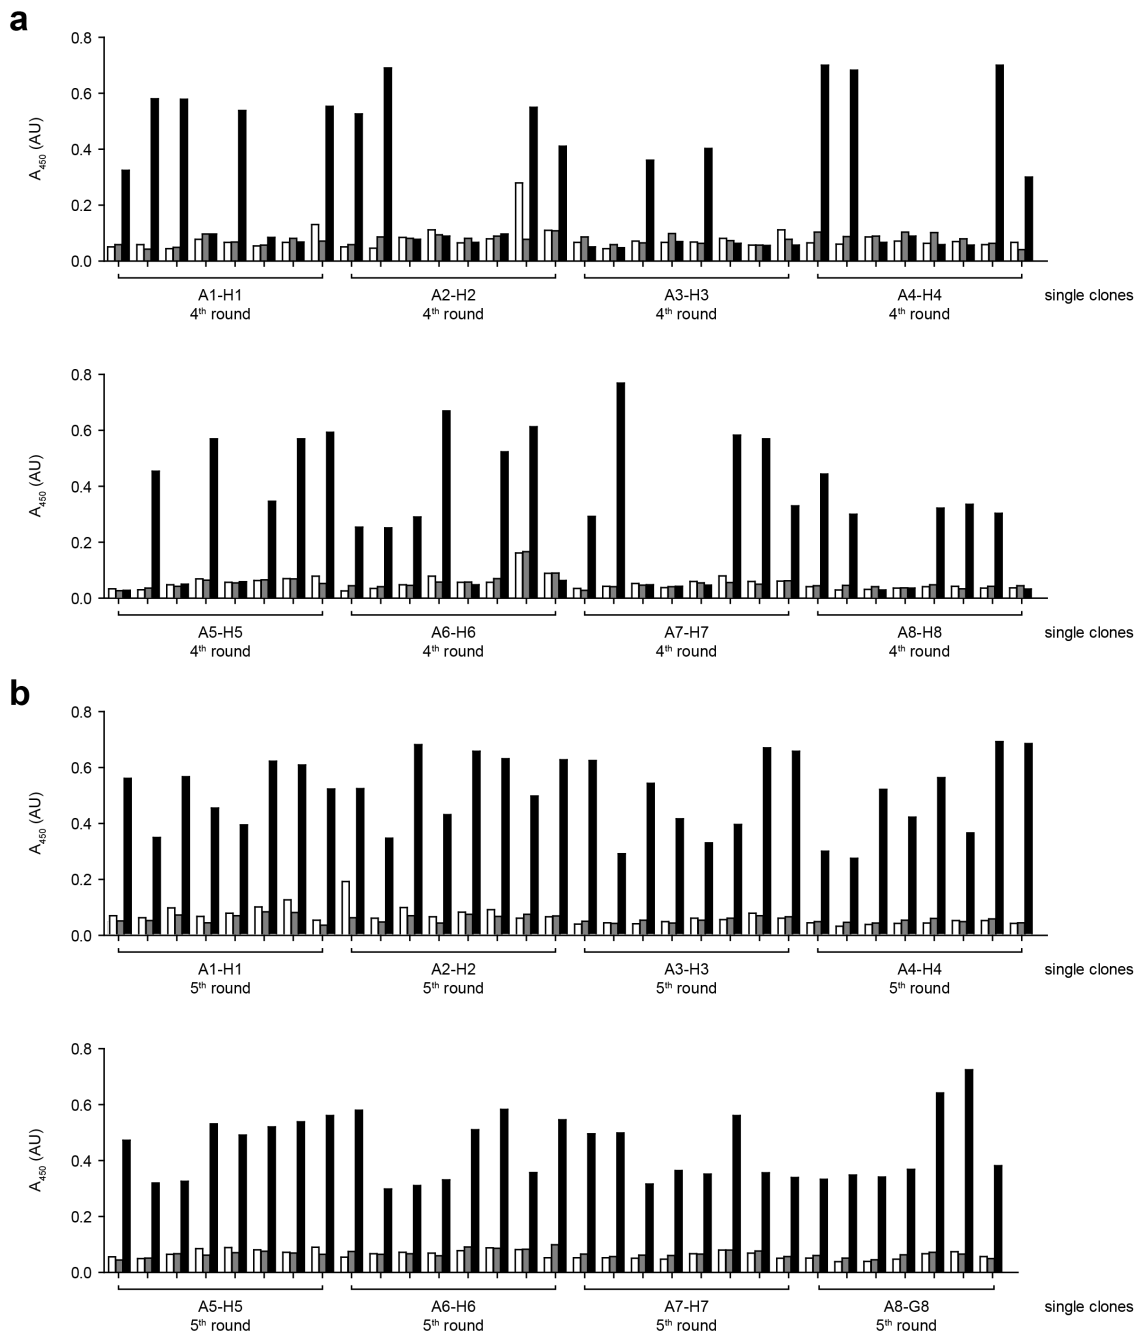 a
0.8
0.6
0.4
0.2
0.0
A450 (AU)
A1-H1 A2-H2 A3-H3 A4-H4 single clones
4th round 4th round 4th round 4th round
0.8
0.6
0.4
0.2
0.0
A450 (AU)
A5-H5 A6-H6 A7-H7 A8-H8 single clones
4th round 4th round 4th round 4th round
b
0.8
0.6
0.4
0.2
0.0
A450 (AU)
A1-H1 A2-H2 A3-H3 A4-H4 single clones
5th round 5th round 5th round 5th round
0.8
0.6
0.4
0.2
0.0
A450 (AU)
A5-H5 A6-H6 A7-H7 A8-G8 single clones
5th round 5th round 5th round 5th round